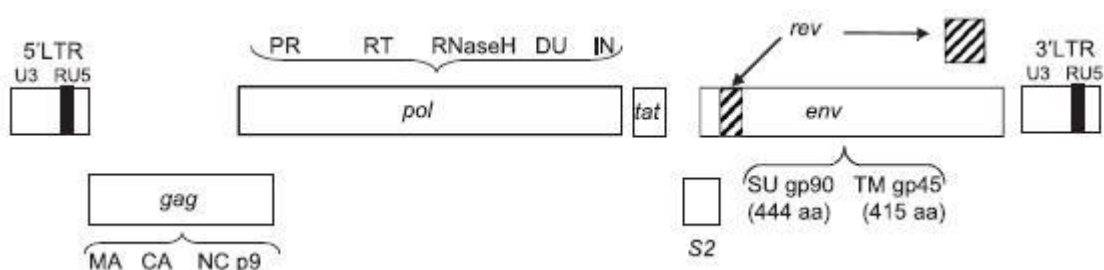 PR RT RNaseH DU IN
rev
5'LTR
U3 RU5
3'LTR
U3 RU5
pol
tat
env
gag
SU gp90 TM gp45
(444 aa) (415 aa)
S2
MA CA NC p9